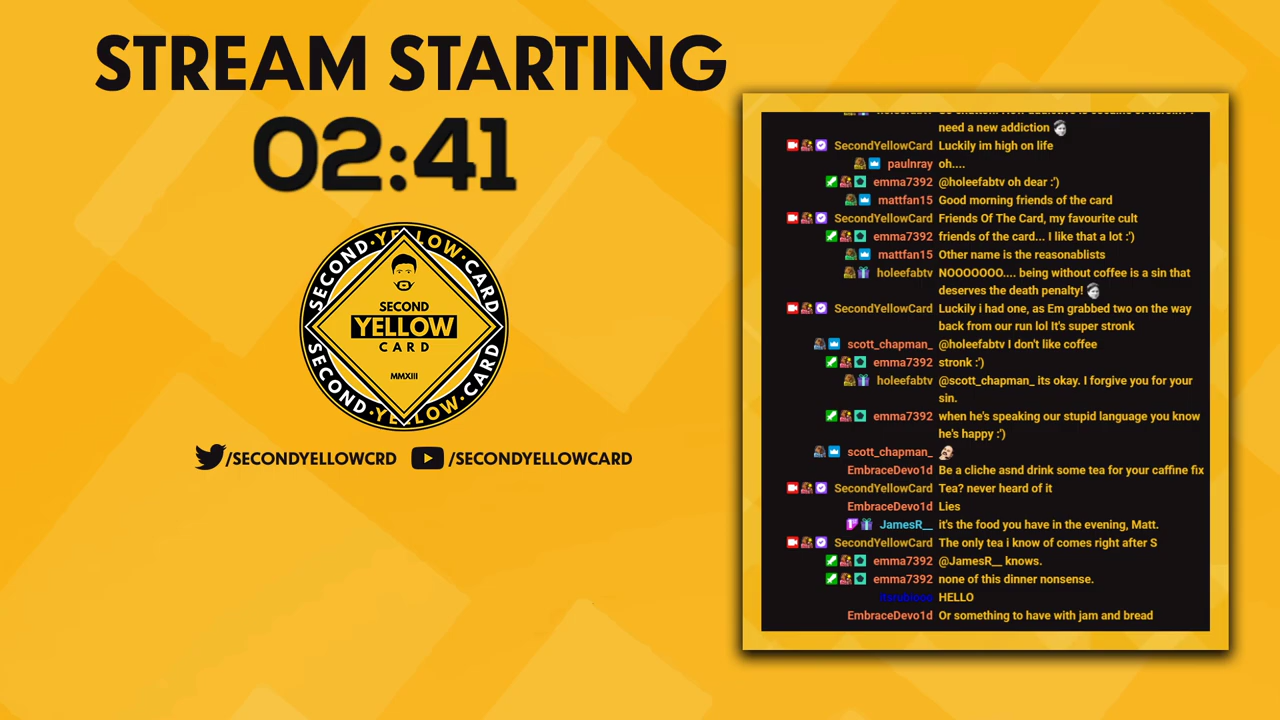 STREAM STARTING
02:41
SECOND·YELLOW·CARD
SECOND
YELLOW
CARD
MMXIII
SECOND·YELLOW·CARD
/SECONDYELLOWCRD /SECONDYELLOWCARD
need a new addiction
SecondYellowCard Luckily im high on life
paulnray oh....
emma7392 @holeefabtv oh dear :')
mattfan15 Good morning friends of the card
SecondYellowCard Friends Of The Card, my favourite cult
emma7392 friends of the card... I like that a lot :')
mattfan15 Other name is the reasonablists
holeefabtv NOOOOOOO.... being without coffee is a sin that
deserves the death penalty!
SecondYellowCard Luckily i had one, as Em grabbed two on the way
back from our run lol It's super stronk
scott_chapman_ @holeefabtv I don't like coffee
emma7392 stronk :')
holeefabtv @scott_chapman_ its okay. I forgive you for your
sin.
emma7392 when he's speaking our stupid language you know
he's happy :')
scott_chapman_
EmbraceDevo1d Be a cliche asnd drink some tea for your caffine fix
SecondYellowCard Tea? never heard of it
EmbraceDevo1d Lies
JamesR__ it's the food you have in the evening, Matt.
SecondYellowCard The only tea i know of comes right after S
emma7392 @JamesR__ knows.
emma7392 none of this dinner nonsense.
HELLO
EmbraceDevo1d Or something to have with jam and bread